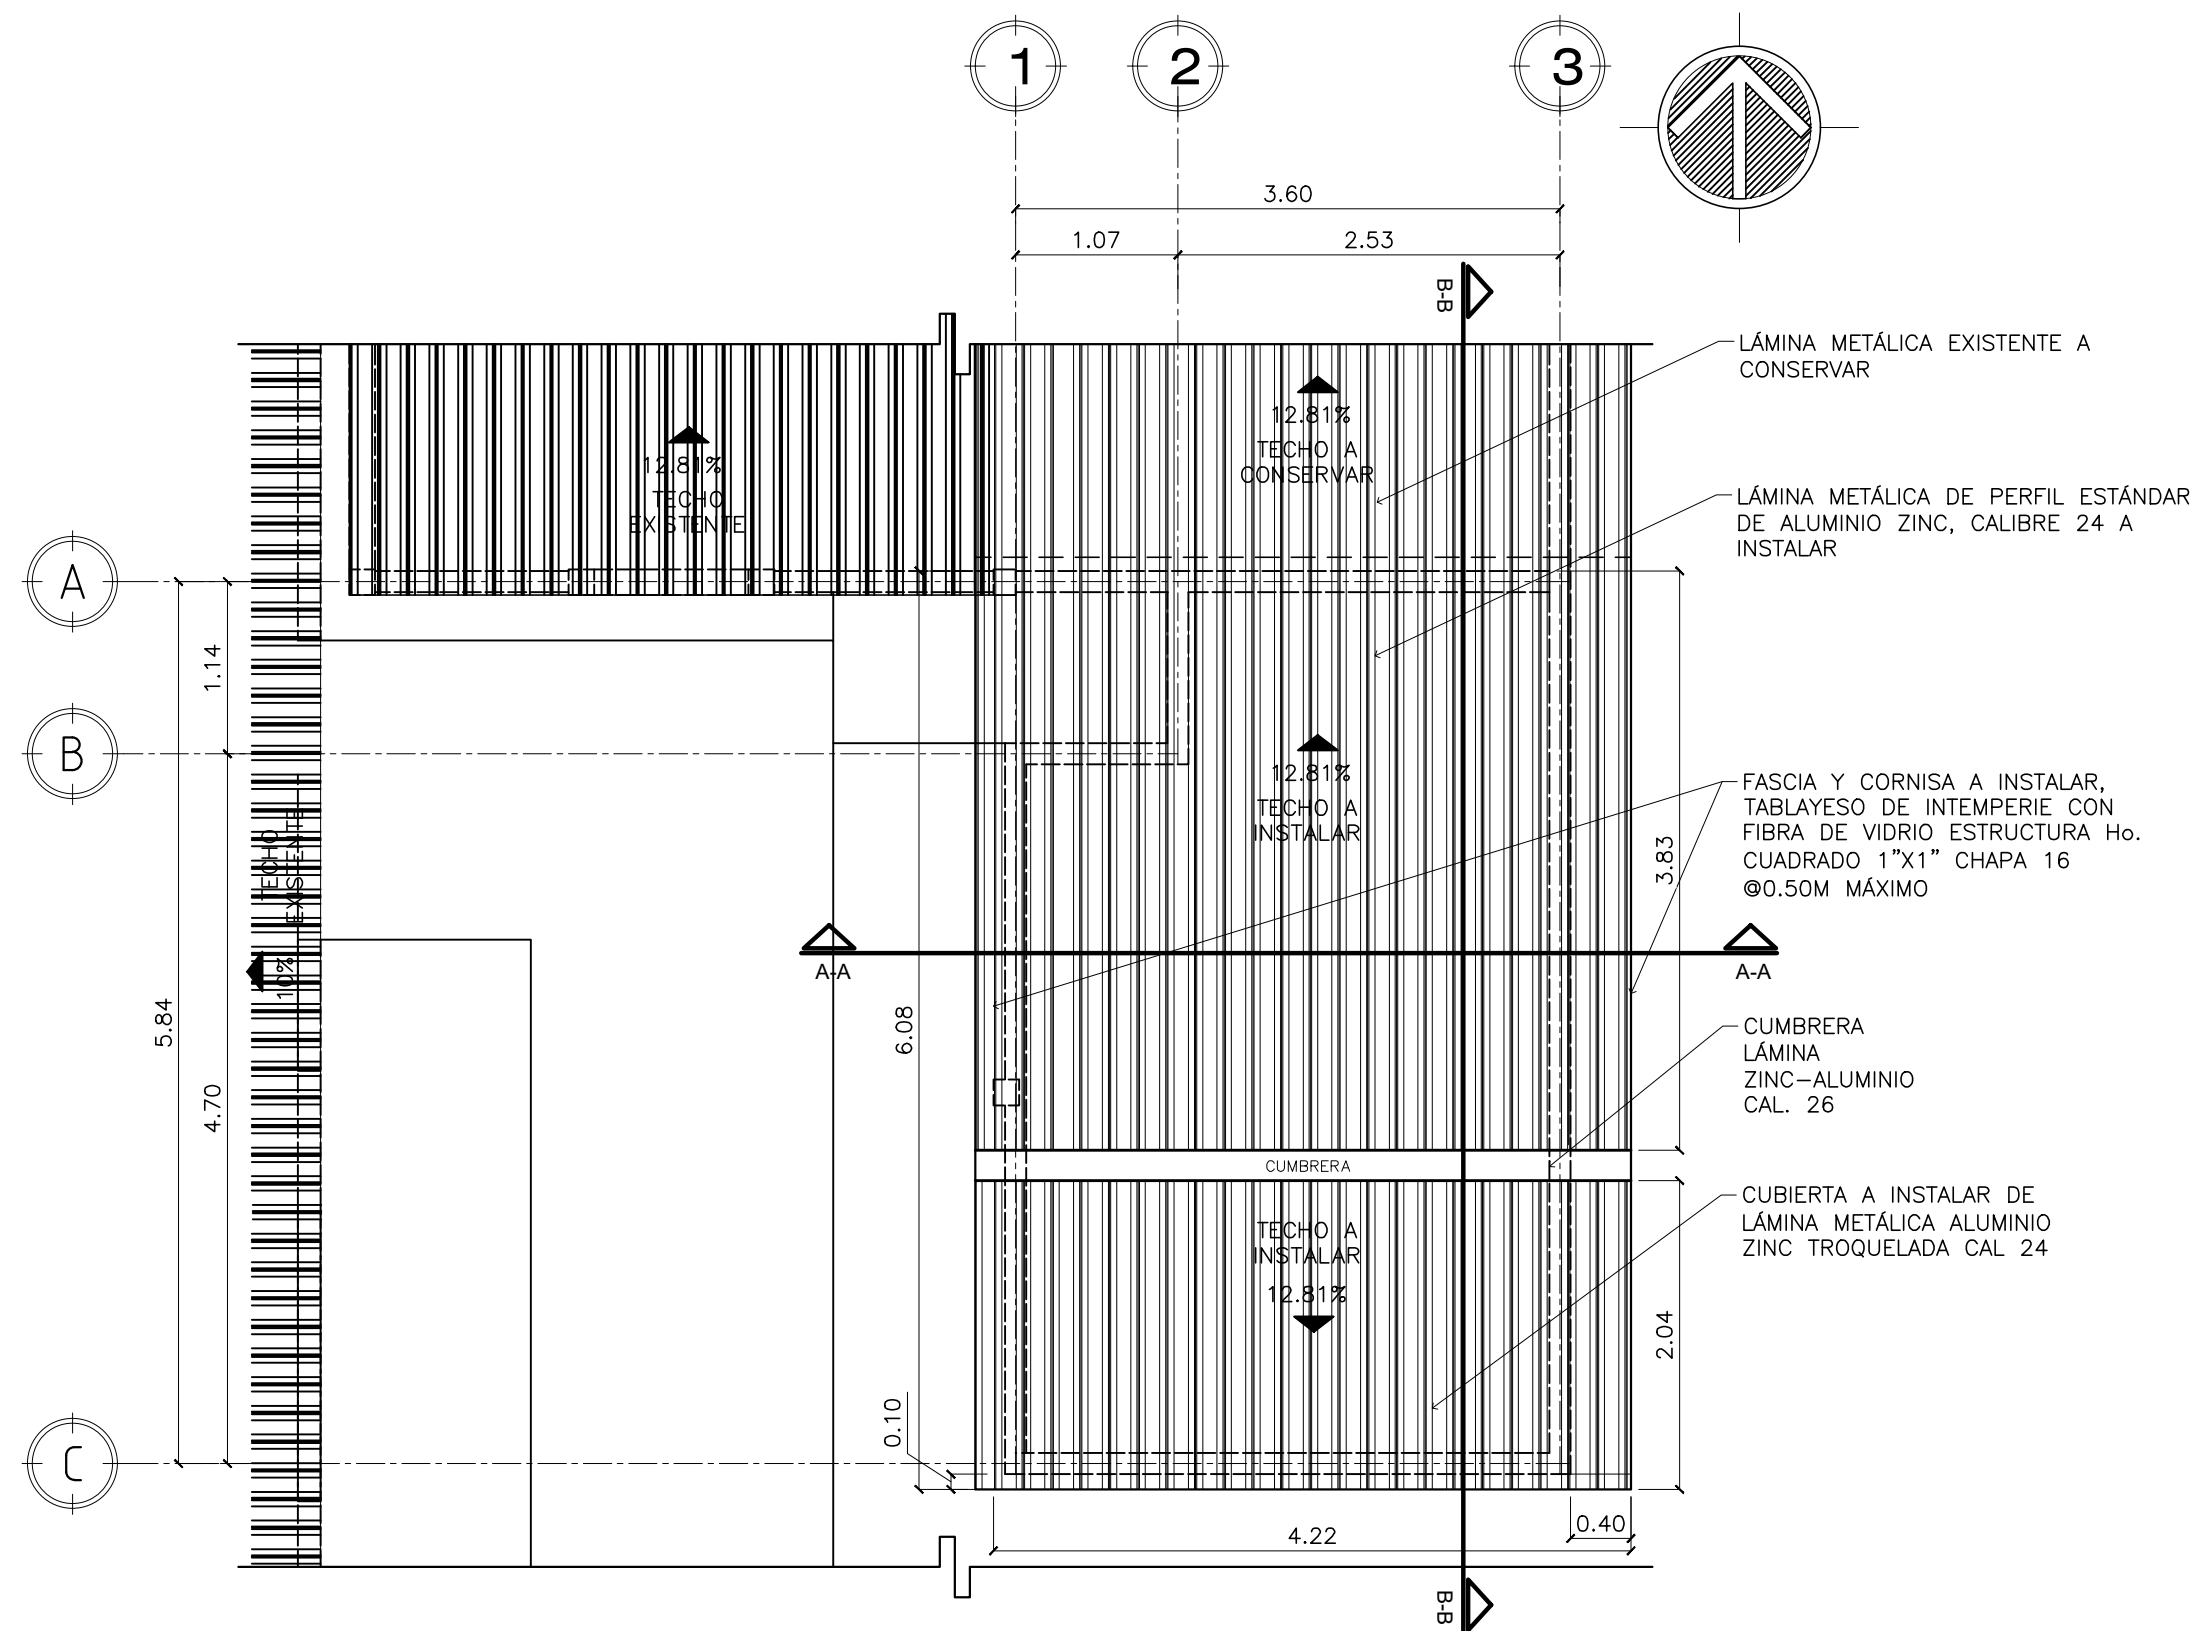 1
2
3
3.60
1.07
2.53
B-B
LÁMINA METÁLICA EXISTENTE A
CONSERVAR
12.81%
TECHO A
CONSERVAR
12.81%
TECHO
EXISTENTE
LÁMINA METÁLICA DE PERFIL ESTÁNDAR
DE ALUMINIO ZINC, CALIBRE 24 A
INSTALAR
A
1.14
B
12.81%
TECHO A
INSTALAR
FASCIA Y CORNISA A INSTALAR,
TABLAYESO DE INTEMPERIE CON
FIBRA DE VIDRIO ESTRUCTURA Ho.
CUADRADO 1”X1” CHAPA 16
@0.50M MÁXIMO
3.83
TECHO
EXISTENTE
10%
A-A
A-A
5.84
6.08
4.70
CUMBRERA
LÁMINA
ZINC-ALUMINIO
CAL. 26
CUMBRERA
CUBIERTA A INSTALAR DE
LÁMINA METÁLICA ALUMINIO
ZINC TROQUELADA CAL 24
TECHO A
INSTALAR
12.81%
2.04
0.10
C
4.22
0.40
B-B